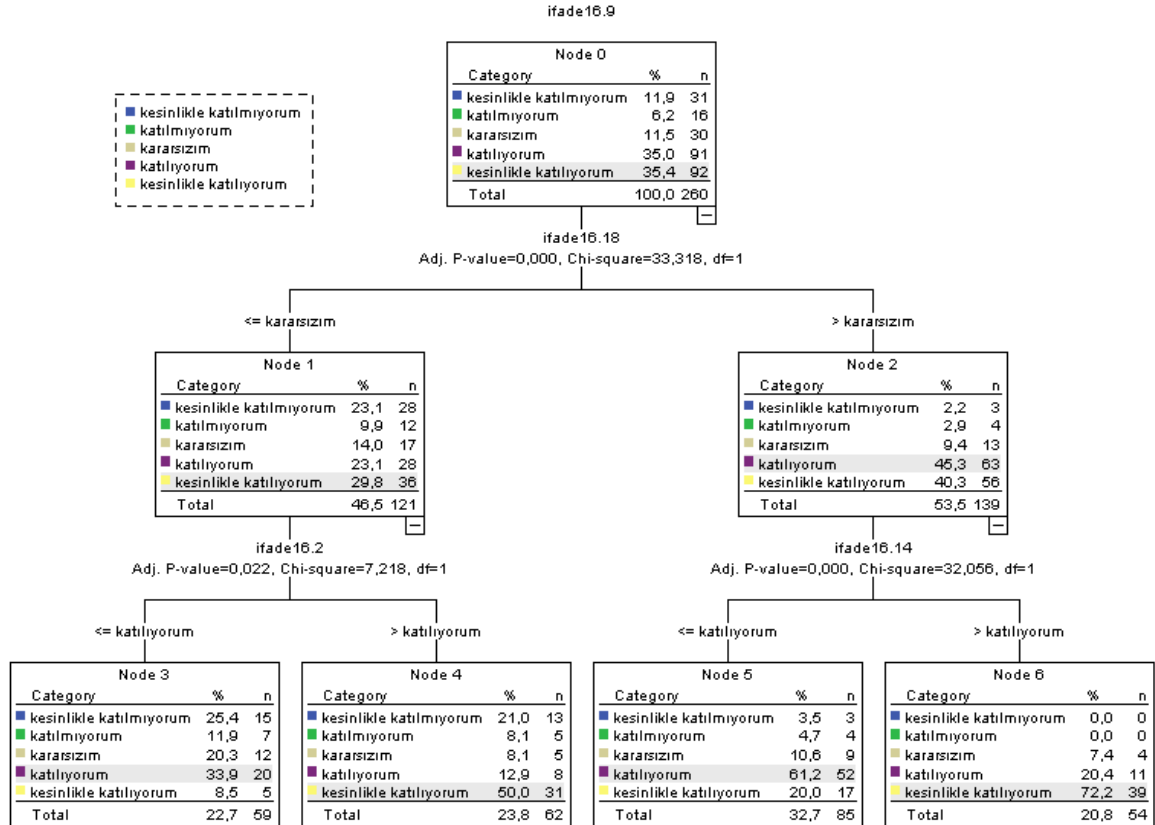 ifade16.9
Node 0
Category % n
kesinlikle katılmıyorum 11,9 31
katılmıyorum 6,2 16
kararsızım 11,5 30
katılıyorum 35,0 91
kesinlikle katılıyorum 35,4 92
Total 100,0 260
kesinlikle katılmıyorum
katılmıyorum
kararsızım
katılıyorum
kesinlikle katılıyorum
ifade16.18
Adj. P-value=0,000, Chi-square=33,318, df=1
<= kararsızım
> kararsızım
Node 1
Category % n
kesinlikle katılmıyorum 23,1 28
katılmıyorum 9,9 12
kararsızım 14,0 17
katılıyorum 23,1 28
kesinlikle katılıyorum 29,8 36
Total 46,5 121
Node 2
Category % n
kesinlikle katılmıyorum 2,2 3
katılmıyorum 2,9 4
kararsızım 9,4 13
katılıyorum 45,3 63
kesinlikle katılıyorum 40,3 56
Total 53,5 139
ifade16.2
Adj. P-value=0,022, Chi-square=7,218, df=1
ifade16.14
Adj. P-value=0,000, Chi-square=32,056, df=1
<= katılıyorum
> katılıyorum
<= katılıyorum
> katılıyorum
Node 3
Category % n
kesinlikle katılmıyorum 25,4 15
katılmıyorum 11,9 7
kararsızım 20,3 12
katılıyorum 33,9 20
kesinlikle katılıyorum 8,5 5
Total 22,7 59
Node 4
Category % n
kesinlikle katılmıyorum 21,0 13
katılmıyorum 8,1 5
kararsızım 8,1 5
katılıyorum 12,9 8
kesinlikle katılıyorum 50,0 31
Total 23,8 62
Node 5
Category % n
kesinlikle katılmıyorum 3,5 3
katılmıyorum 4,7 4
kararsızım 10,6 9
katılıyorum 61,2 52
kesinlikle katılıyorum 20,0 17
Total 32,7 85
Node 6
Category % n
kesinlikle katılmıyorum 0,0 0
katılmıyorum 0,0 0
kararsızım 7,4 4
katılıyorum 20,4 11
kesinlikle katılıyorum 72,2 39
Total 20,8 54